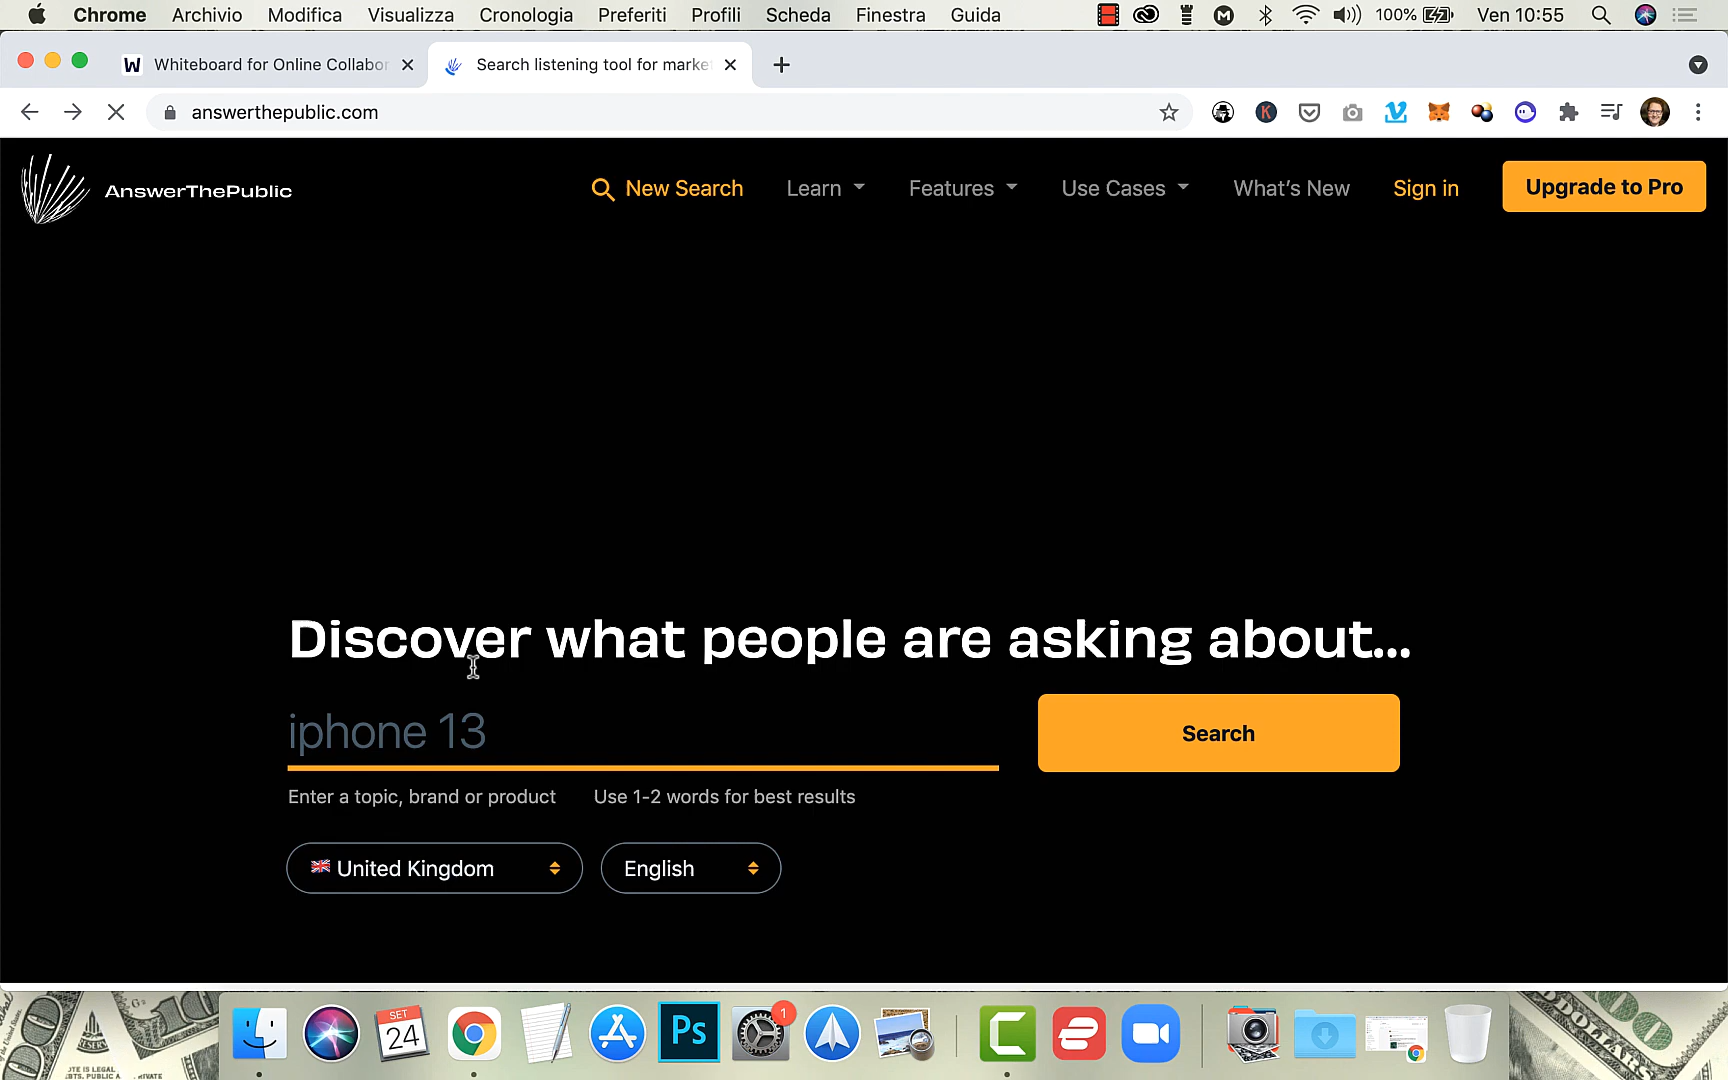 Chrome Archivio Modifica Visualizza Cronologia Preferiti Profili Scheda Finestra Guida 100% Ven 10:55
Whiteboard for Online Collabor
Search listening tool for marke
answerthepublic.com
AnswerThePublic
New Search Learn Features Use Cases What's New Sign in Upgrade to Pro
Discover what people are asking about...
iphone 13
Search
Enter a topic, brand or product Use 1-2 words for best results
United Kingdom English
SET
24
Ps
1